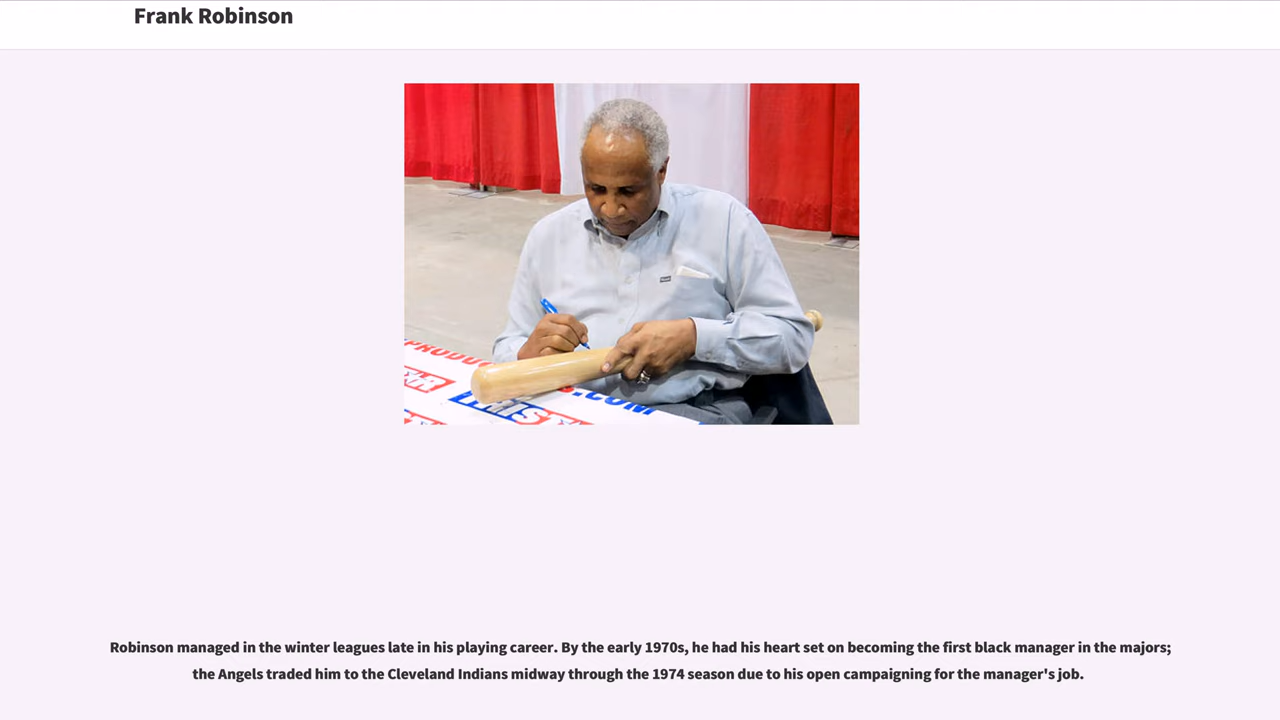 Frank Robinson
Robinson managed in the winter leagues late in his playing career. By the early 1970s, he had his heart set on becoming the first black manager in the majors;
the Angels traded him to the Cleveland Indians midway through the 1974 season due to his open campaigning for the manager's job.